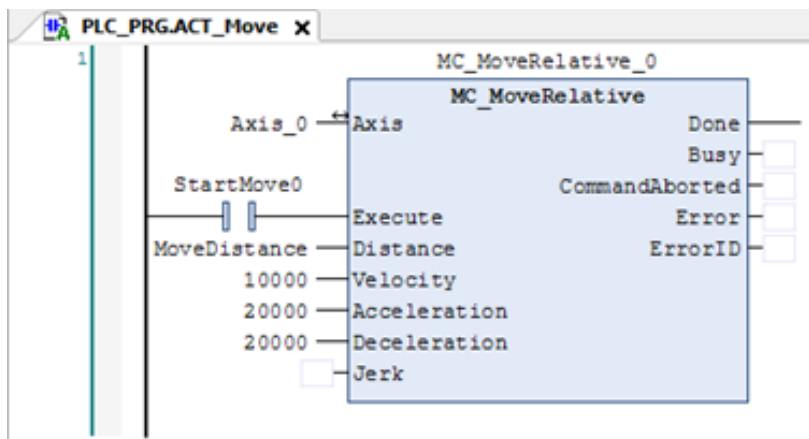 PLC_PRG.ACT_Move x
1
MC_MoveRelative_0
MC_MoveRelative
Axis_0 Axis Done
Busy
StartMove0 CommandAborted
Execute Error
MoveDistance Distance ErrorID
10000 Velocity
20000 Acceleration
20000 Deceleration
Jerk